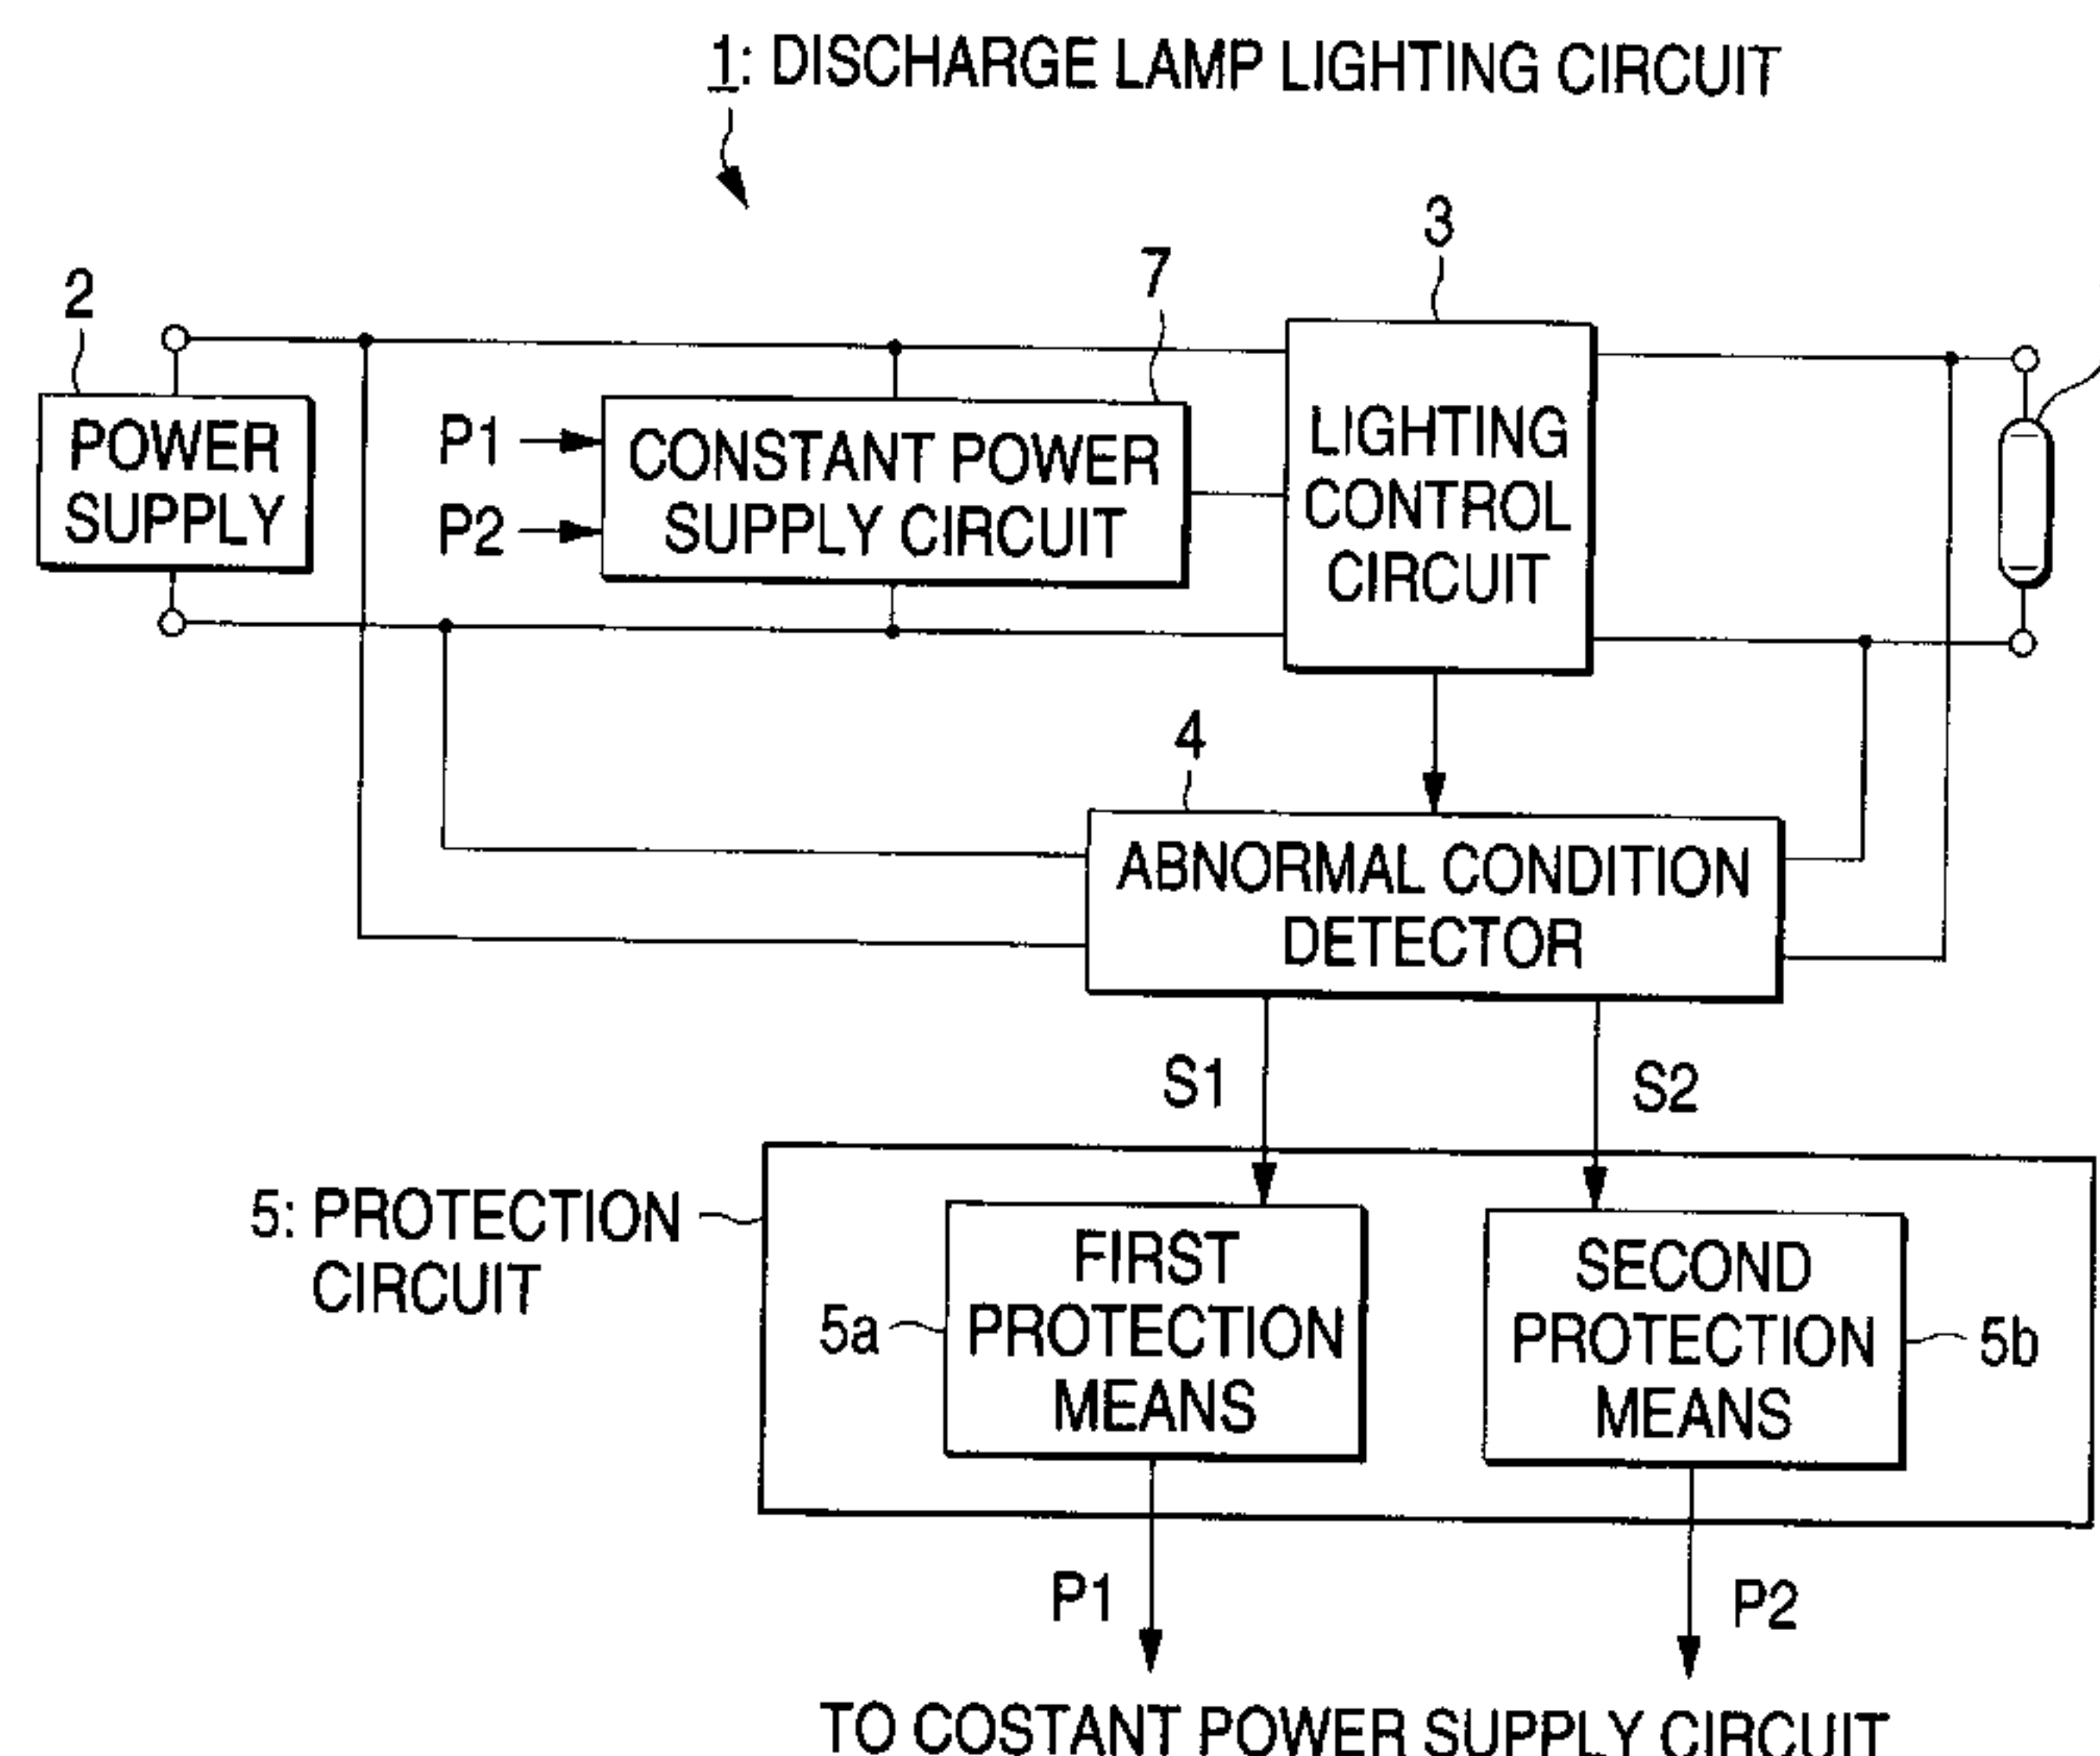 1: DISCHARGE LAMP LIGHTING CIRCUIT
3
7
2
POWER
SUPPLY
P1
P2
CONSTANT POWER
SUPPLY CIRCUIT
LIGHTING
CONTROL
CIRCUIT
4
ABNORMAL CONDITION
DETECTOR
S1
S2
5: PROTECTION
CIRCUIT
FIRST
PROTECTION
MEANS
5a
SECOND
PROTECTION
MEANS
5b
P1
P2
TO COSTANT POWER SUPPLY CIRCUIT